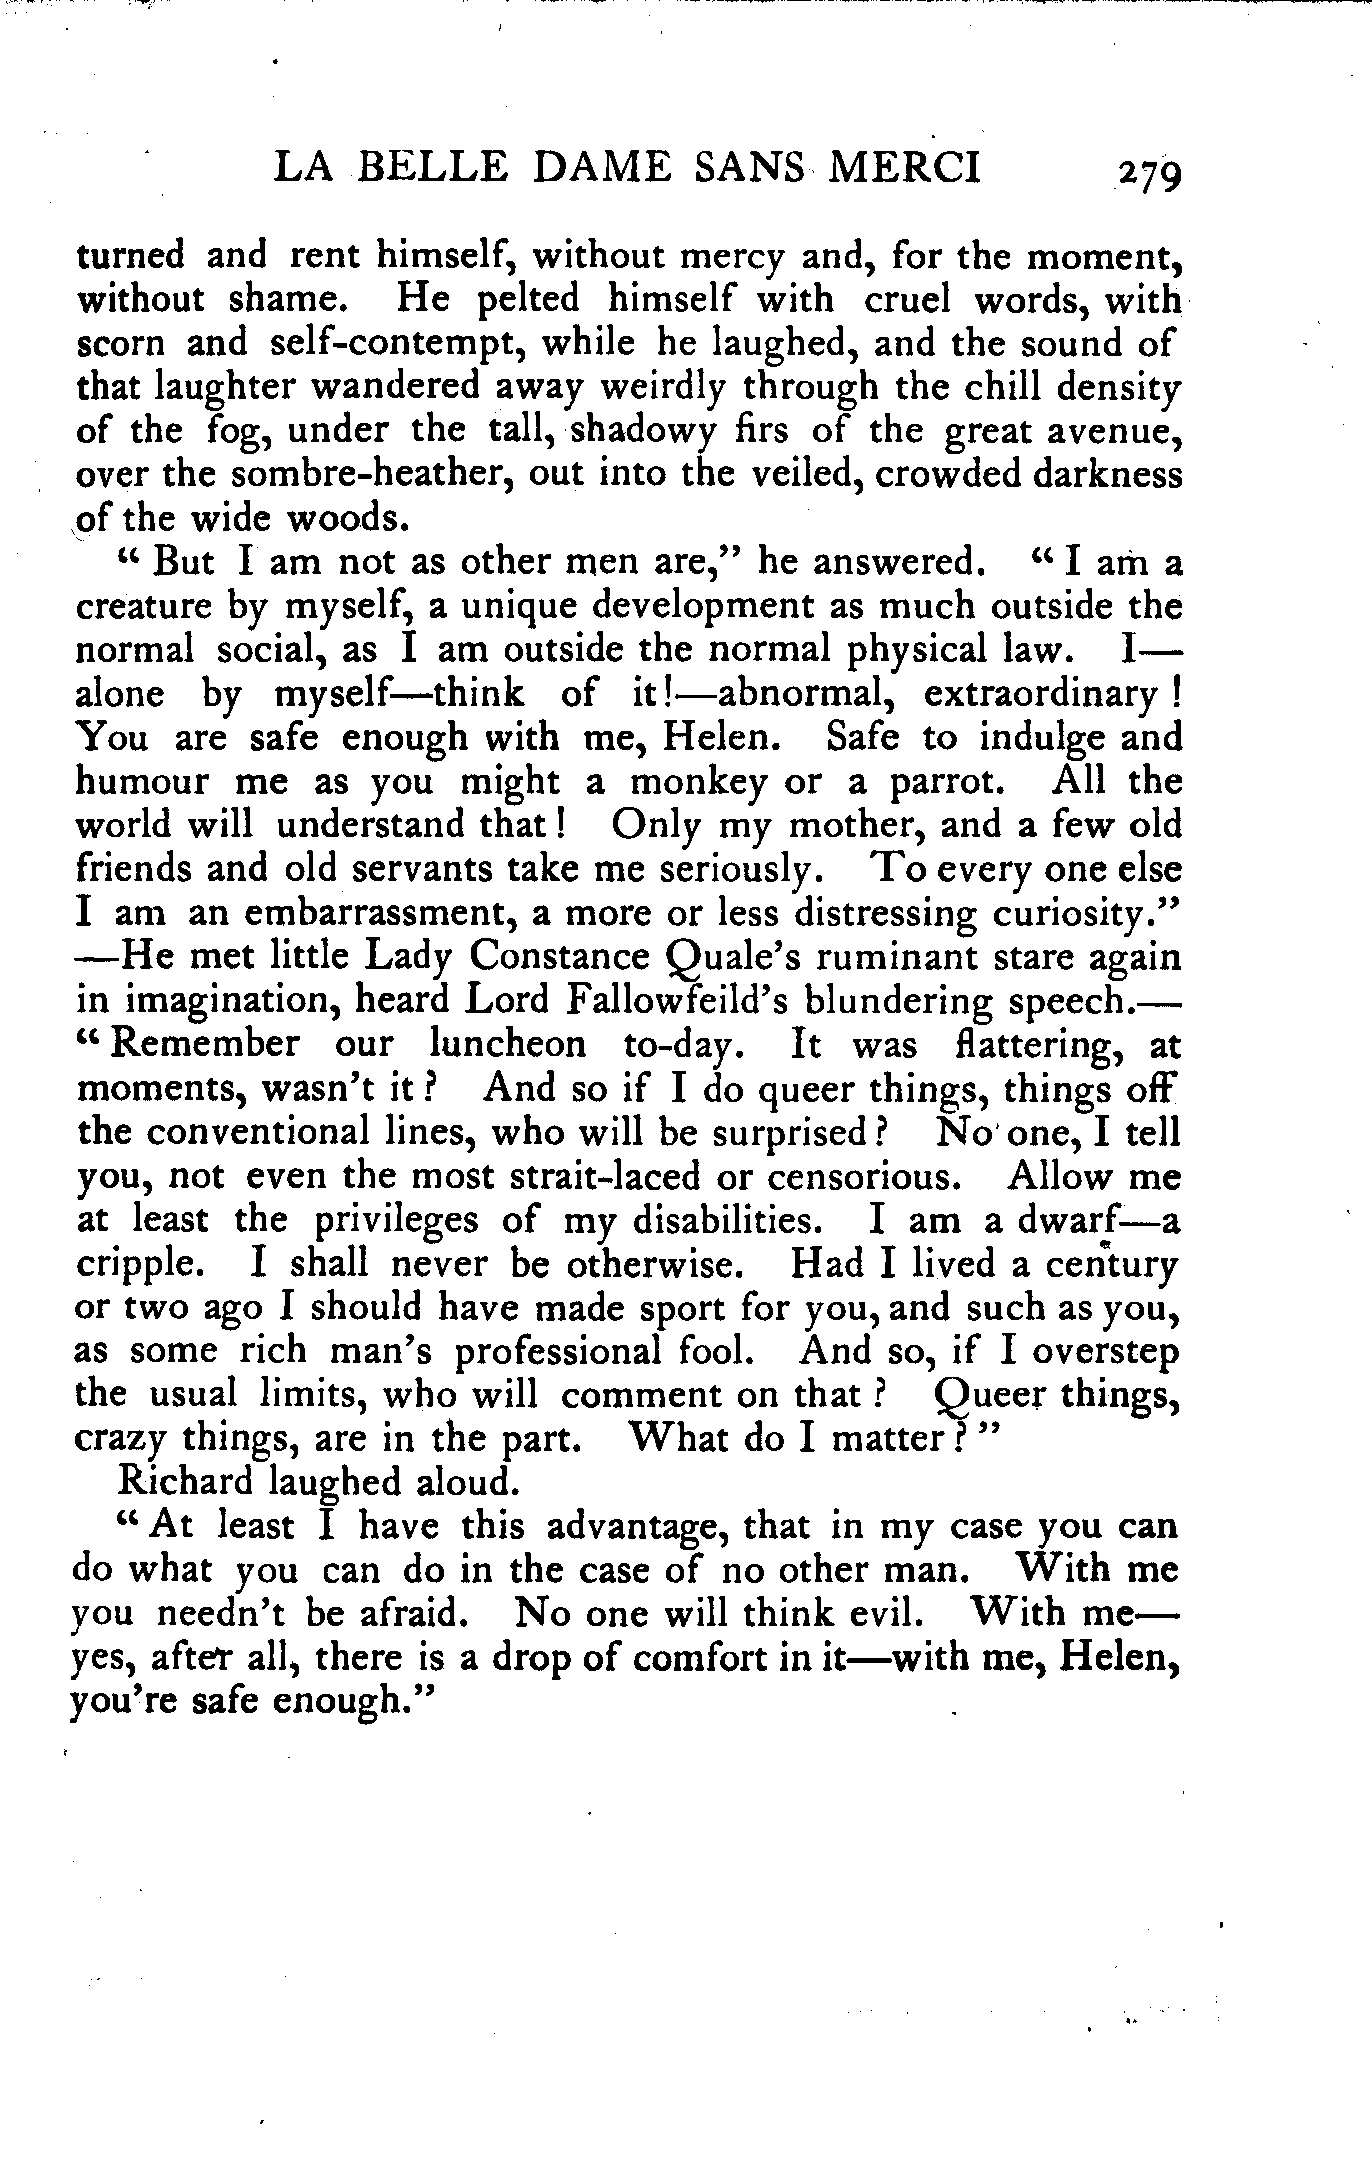 LA BELLE DAME SANS MERCI 279
turned and rent himself, without mercy and, for the moment,
without shame. He pelted himself with cruel words, with
scorn and self-contempt, while he laughed, and the sound of
that laughter wandered away weirdly through the chill density
of the fog, under the tall, shadowy firs of the great avenue,
over the sombre-heather, out into the veiled, crowded darkness
of the wide woods.
“ But I am not as other men are,” he answered. “ I am a
creature by myself, a unique development as much outside the
normal social, as I am outside the normal physical law. I—
alone by myself—think of it!—abnormal, extraordinary !
You are safe enough with me, Helen. Safe to indulge and
humour me as you might a monkey or a parrot. All the
world will understand that ! Only my mother, and a few old
friends and old servants take me seriously. To every one else
I am an embarrassment, a more or less distressing curiosity.”
—He met little Lady Constance Quale’s ruminant stare again
in imagination, heard Lord Fallowfeild’s blundering speech.—
“ Remember our luncheon to-day. It was flattering, at
moments, wasn’t it ? And so if I do queer things, things off
the conventional lines, who will be surprised ? No one, I tell
you, not even the most strait-laced or censorious. Allow me
at least the privileges of my disabilities. I am a dwarf—a
cripple. I shall never be otherwise. Had I lived a century
or two ago I should have made sport for you, and such as you,
as some rich man’s professional fool. And so, if I overstep
the usual limits, who will comment on that ? Queer things,
crazy things, are in the part. What do I matter ? ”
Richard laughed aloud.
“ At least I have this advantage, that in my case you can
do what you can do in the case of no other man. With me
you needn’t be afraid. No one will think evil. With me—
yes, after all, there is a drop of comfort in it—with me, Helen,
you’re safe enough.”